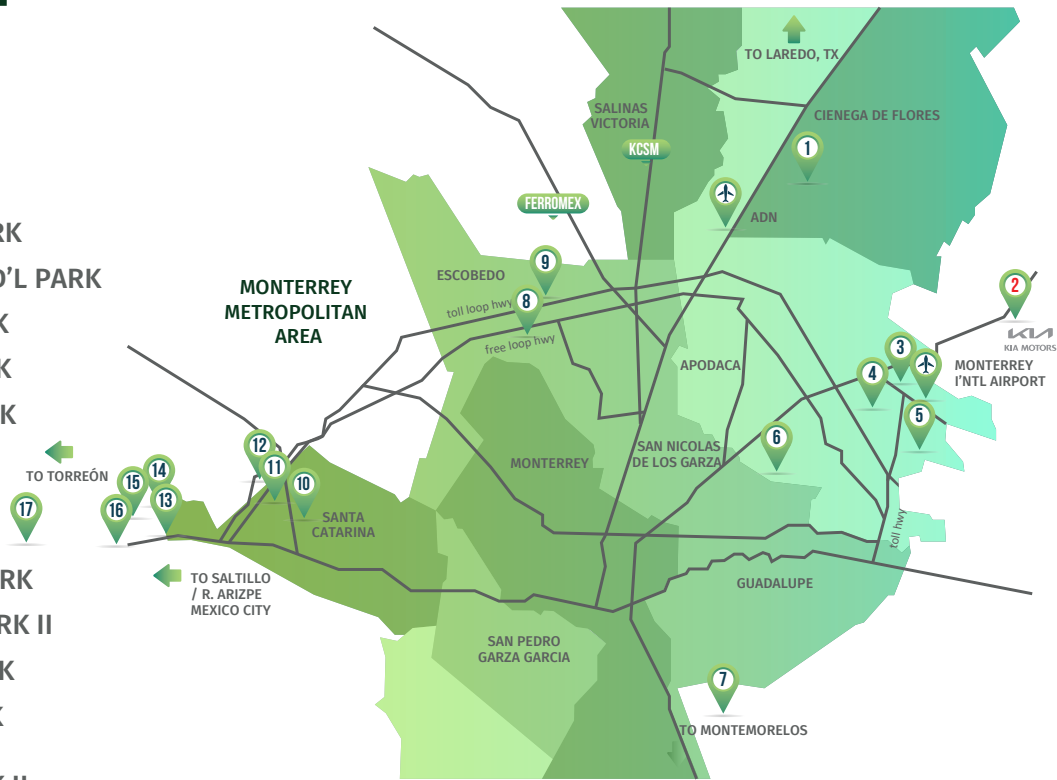 RK
D'L PARK
K
K
K
RK
RK II
K
K
K II
TO LAREDO, TX
SALINAS
VICTORIA
CIENEGA DE FLORES
KCSM
1
FERROMEX
ADN
9
ESCOBEDO
MONTERREY
METROPOLITAN
AREA
8
toll loop hwy
free loop hwy
2
KIA
KIA MOTORS
3
4
MONTERREY
I'NTL AIRPORT
APODACA
5
6
SAN NICOLAS
DE LOS GARZA
MONTERREY
12
11
10
TO TORREÓN
14
15
13
16
17
SANTA
CATARINA
toll hwy
TO SALTILLO
/ R. ARIZPE
MEXICO CITY
GUADALUPE
SAN PEDRO
GARZA GARCIA
7
TO MONTEMORELOS